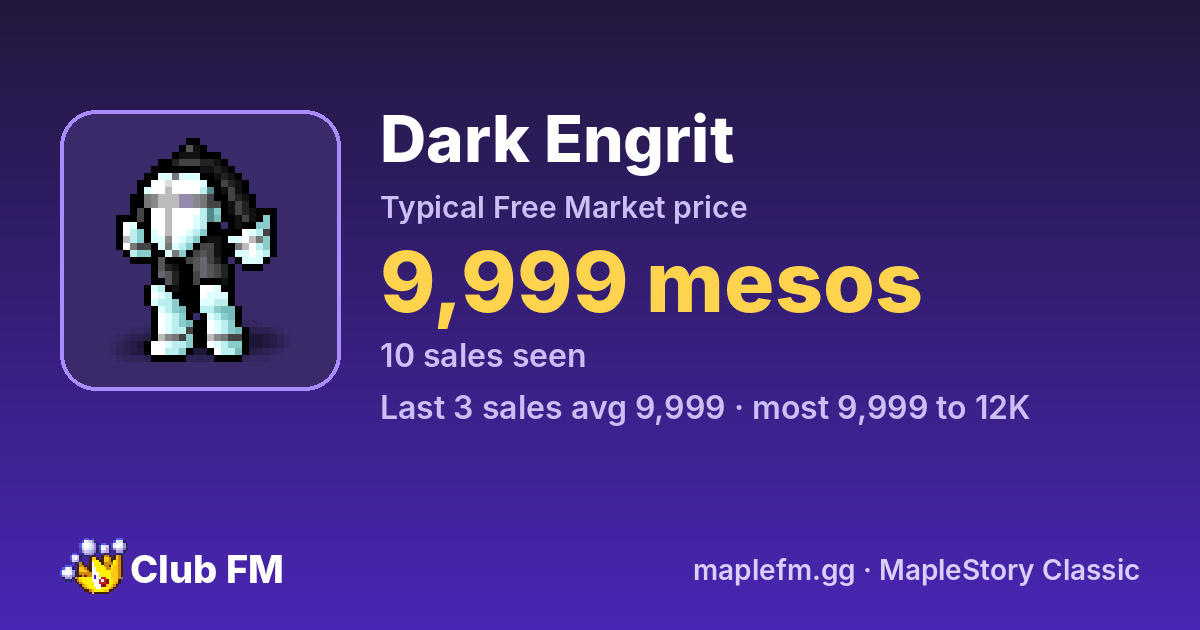 Dark Engrit
Typical Free Market price
9,999 mesos
10 sales seen
Last 3 sales avg 9,999 · most 9,999 to 12K
Club FM
maplefm.gg · MapleStory Classic